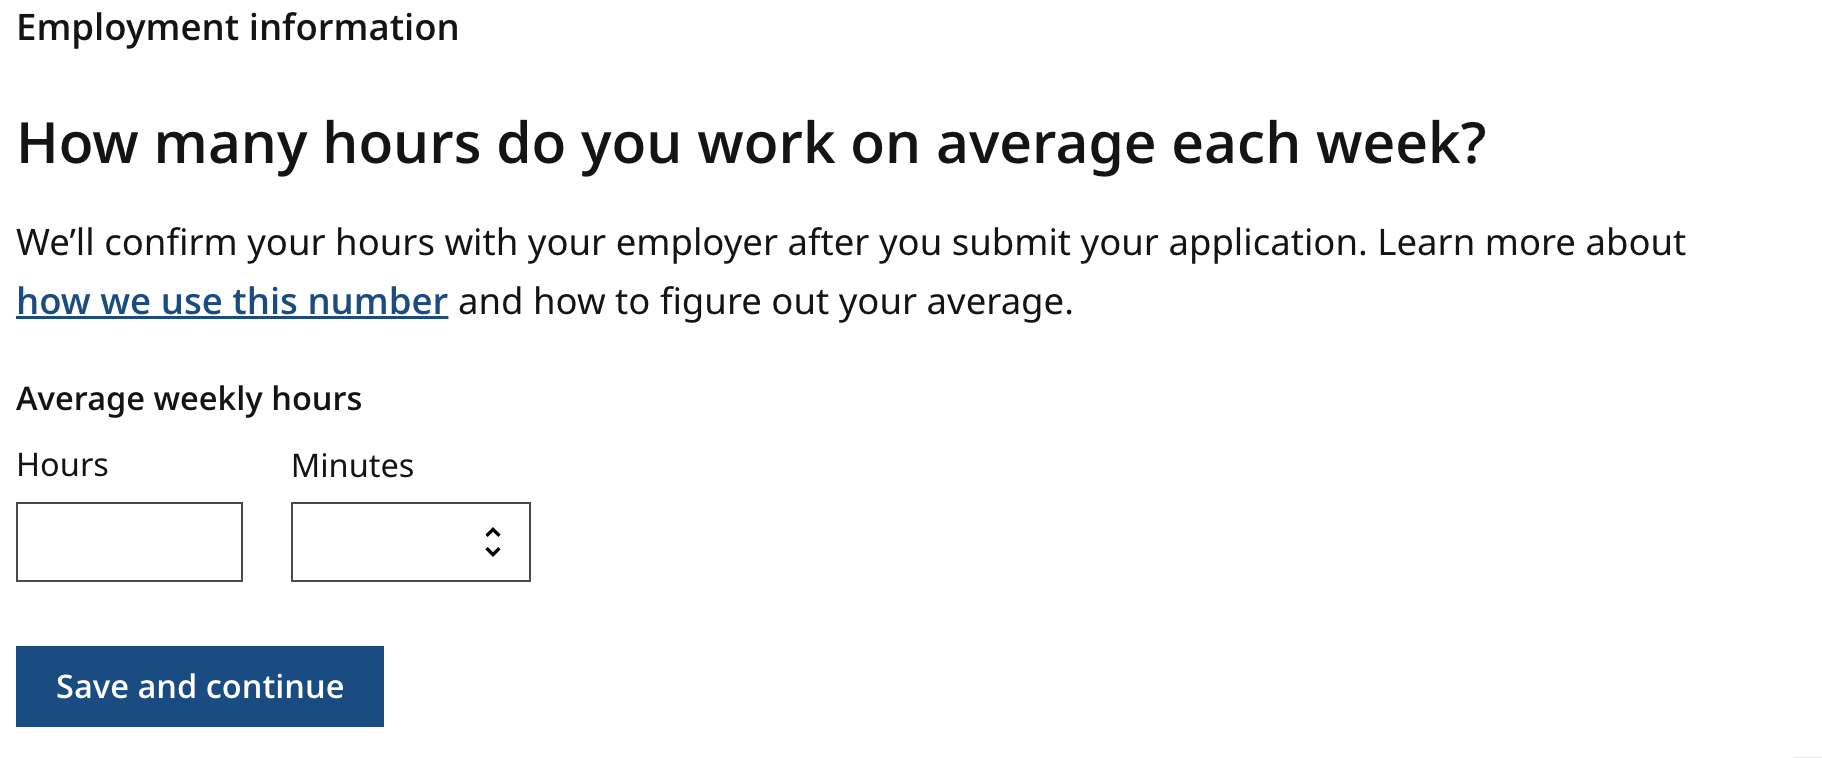 Employment information
How many hours do you work on average each week?
We’ll confirm your hours with your employer after you submit your application. Learn more about
how we use this number and how to figure out your average.
Average weekly hours
Hours Minutes
Save and continue